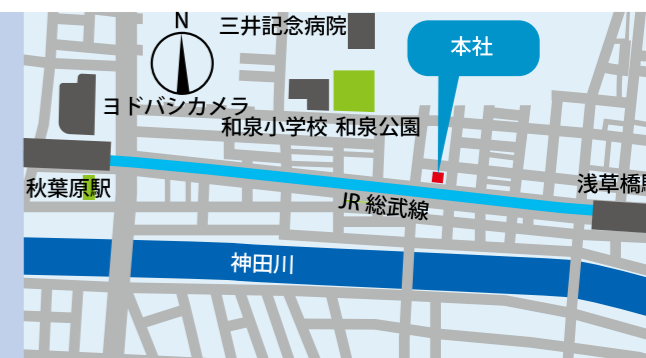 N
三井記念病院
本社
ヨドバシカメラ
和泉小学校 和泉公園
秋葉原駅
浅草橋駅
JR 総武線
神田川